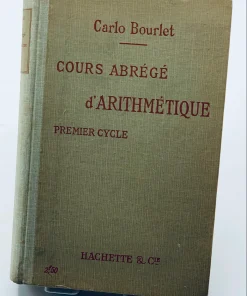 Carlo Bourlet
COURS ABRÉGÉ
d'ARITHMÉTIQUE
PREMIER CYCLE
HACHETTE & Cie